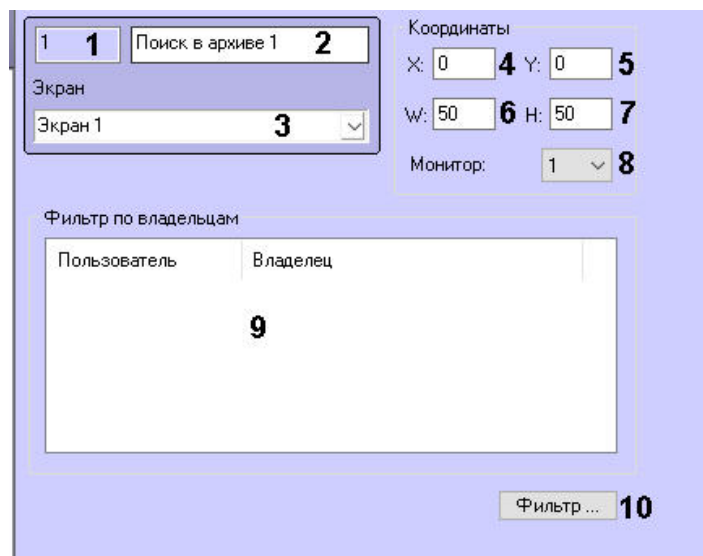 1 1 Поиск в архиве 1 2
Экран
Экран 1 3
Координаты
X: 0 4 Y: 0 5
W: 50 6 H: 50 7
Монитор: 1 8
Фильтр по владельцам
Пользователь Владелец
9
Фильтр ... 10